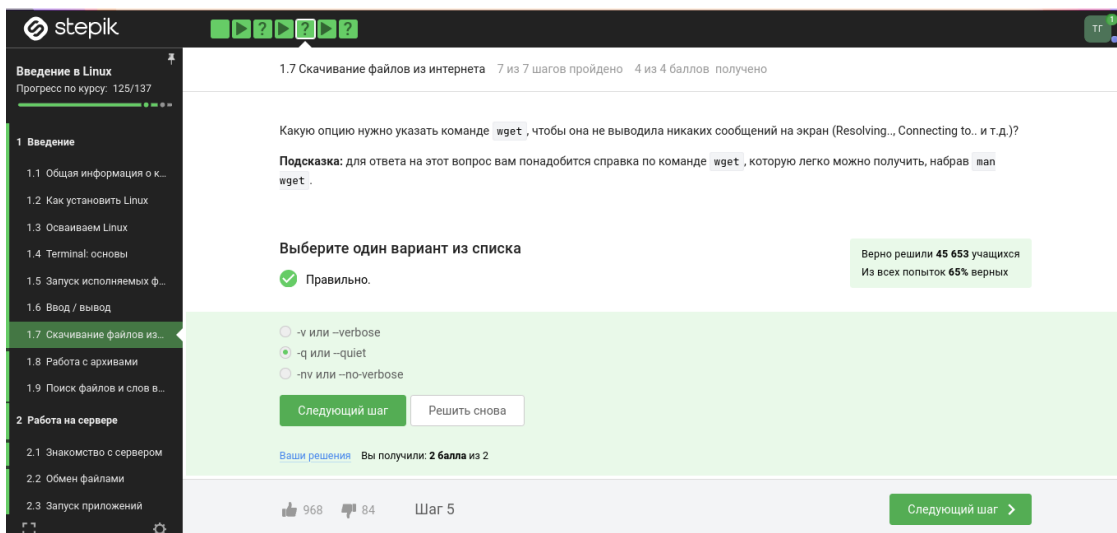 stepik
?
?
?
ТГ
1
Введение в Linux
Прогресс по курсу: 125/137
1 Введение
1.1 Общая информация о к...
1.2 Как установить Linux
1.3 Осваиваем Linux
1.4 Terminal: основы
1.5 Запуск исполняемых ф...
1.6 Ввод / вывод
1.7 Скачивание файлов из...
1.8 Работа с архивами
1.9 Поиск файлов и слов в...
2 Работа на сервере
2.1 Знакомство с сервером
2.2 Обмен файлами
2.3 Запуск приложений
1.7 Скачивание файлов из интернета 7 из 7 шагов пройдено 4 из 4 баллов получено
Какую опцию нужно указать команде wget, чтобы она не выводила никаких сообщений на экран (Resolving.., Connecting to.. и т.д.)?
Подсказка: для ответа на этот вопрос вам понадобится справка по команде wget, которую легко можно получить, набрав man
wget.
Выберите один вариант из списка
Правильно.
Верно решили 45 653 учащихся
Из всех попыток 65% верных
-v или --verbose
-q или --quiet
-nv или --no-verbose
Следующий шаг Решить снова
Ваши решения Вы получили: 2 балла из 2
968 84 Шаг 5 Следующий шаг